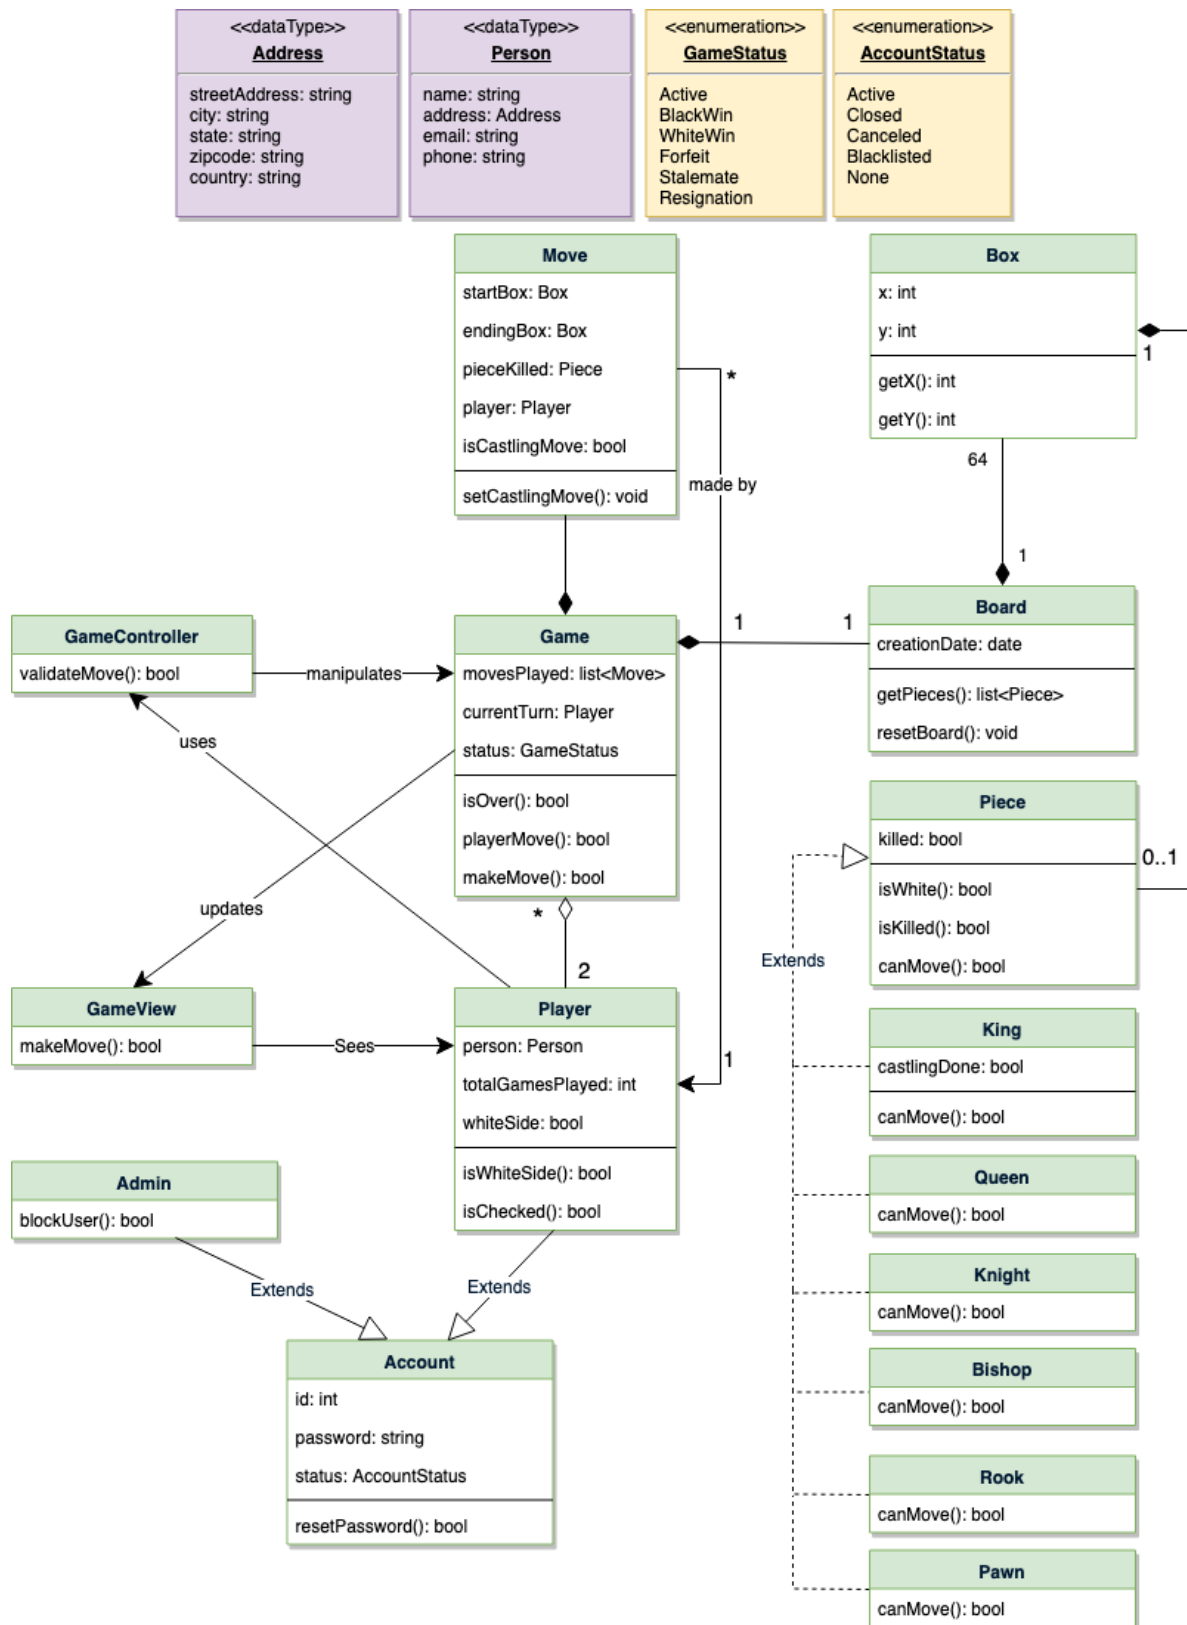 <<dataType>>
Address
streetAddress: string
city: string
state: string
zipcode: string
country: string
<<dataType>>
Person
name: string
address: Address
email: string
phone: string
<<enumeration>>
GameStatus
Active
BlackWin
WhiteWin
Forfeit
Stalemate
Resignation
<<enumeration>>
AccountStatus
Active
Closed
Canceled
Blacklisted
None
Move
startBox: Box
endingBox: Box
pieceKilled: Piece
player: Player
isCastlingMove: bool
setCastlingMove(): void
*
made by
1
Box
x: int
y: int
getX(): int
getY(): int
1
64
1
Board
creationDate: date
getPieces(): list<Piece>
resetBoard(): void
GameController
validateMove(): bool
manipulates
uses
Game
movesPlayed: list<Move>
currentTurn: Player
status: GameStatus
isOver(): bool
playerMove(): bool
makeMove(): bool
1
1
updates
*
2
GameView
makeMove(): bool
Sees
Player
person: Person
totalGamesPlayed: int
whiteSide: bool
isWhiteSide(): bool
isChecked(): bool
Admin
blockUser(): bool
Extends
Extends
Account
id: int
password: string
status: AccountStatus
resetPassword(): bool
Piece
killed: bool
isWhite(): bool
isKilled(): bool
canMove(): bool
0..1
Extends
King
castlingDone: bool
canMove(): bool
Queen
canMove(): bool
Knight
canMove(): bool
Bishop
canMove(): bool
Rook
canMove(): bool
Pawn
canMove(): bool